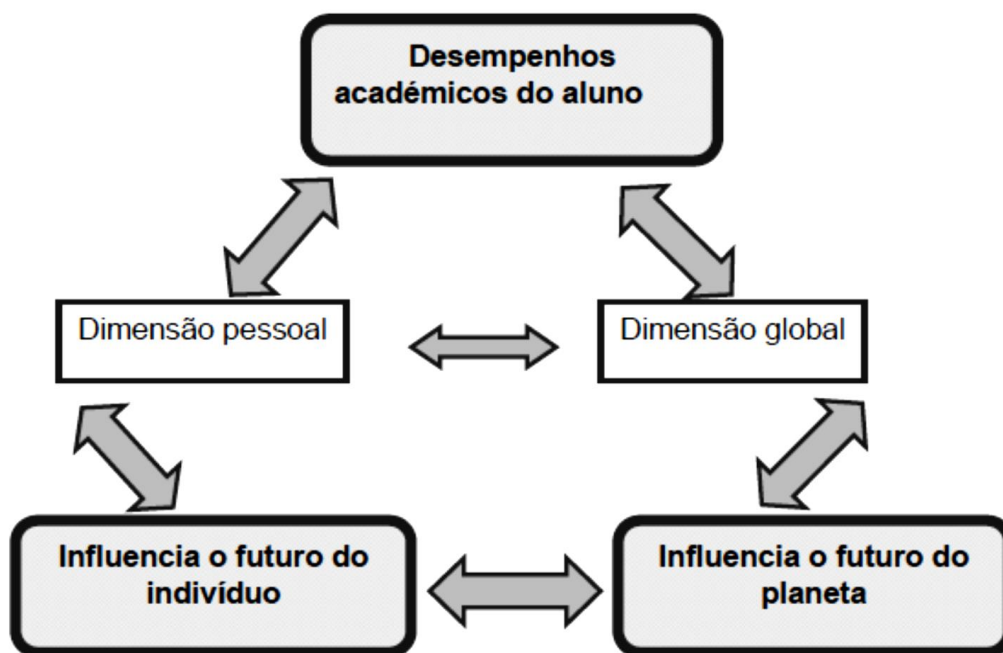 Desempenhos
académicos do aluno
Dimensão pessoal
Dimensão global
Influencia o futuro do
indivíduo
Influencia o futuro do
planeta